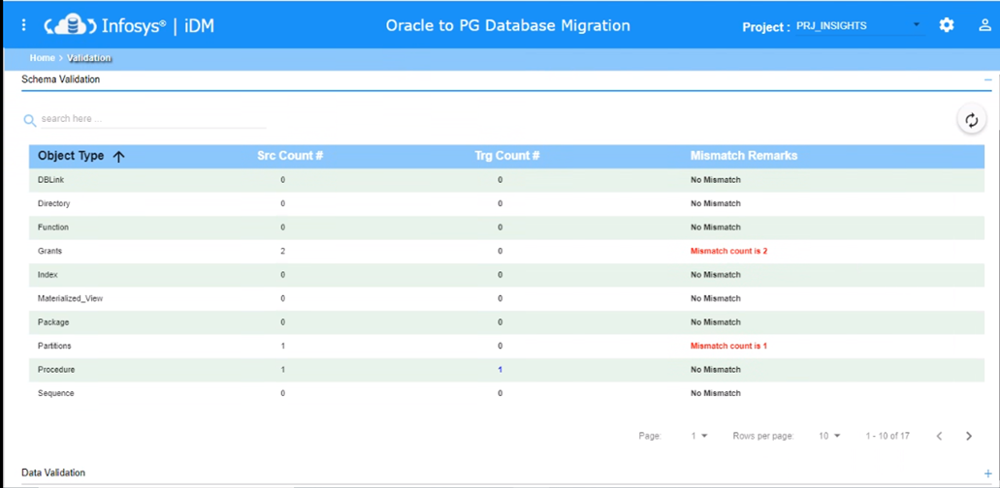 Infosys® | iDM Oracle to PG Database Migration Project : PRJ_INSIGHTS
Home > Validation
Schema Validation
search here ...
Object Type Src Count # Trg Count # Mismatch Remarks
DBLink 0 0 No Mismatch
Directory 0 0 No Mismatch
Function 0 0 No Mismatch
Grants 2 0 Mismatch count is 2
Index 0 0 No Mismatch
Materialized_View 0 0 No Mismatch
Package 0 0 No Mismatch
Partitions 1 0 Mismatch count is 1
Procedure 1 1 No Mismatch
Sequence 0 0 No Mismatch
Page: 1 Rows per page: 10 1 - 10 of 17
Data Validation